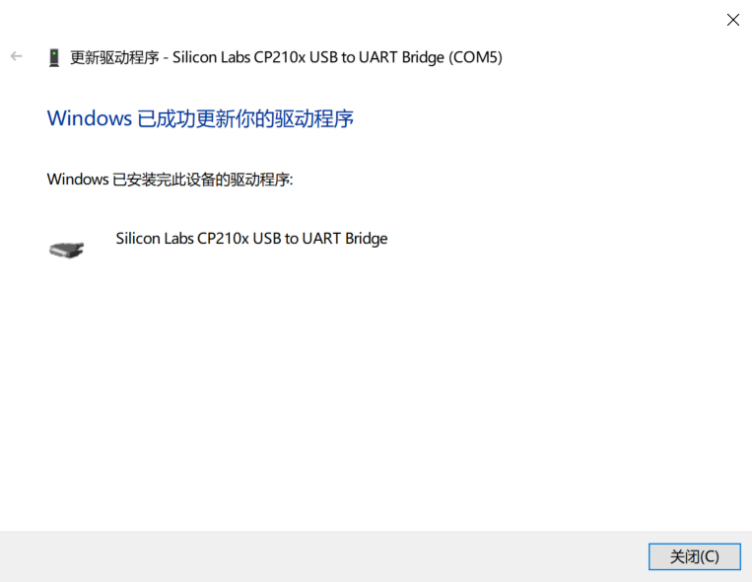 更新驱动程序 - Silicon Labs CP210x USB to UART Bridge (COM5)
Windows 已成功更新你的驱动程序
Windows 已安装完此设备的驱动程序:
Silicon Labs CP210x USB to UART Bridge
关闭(C)